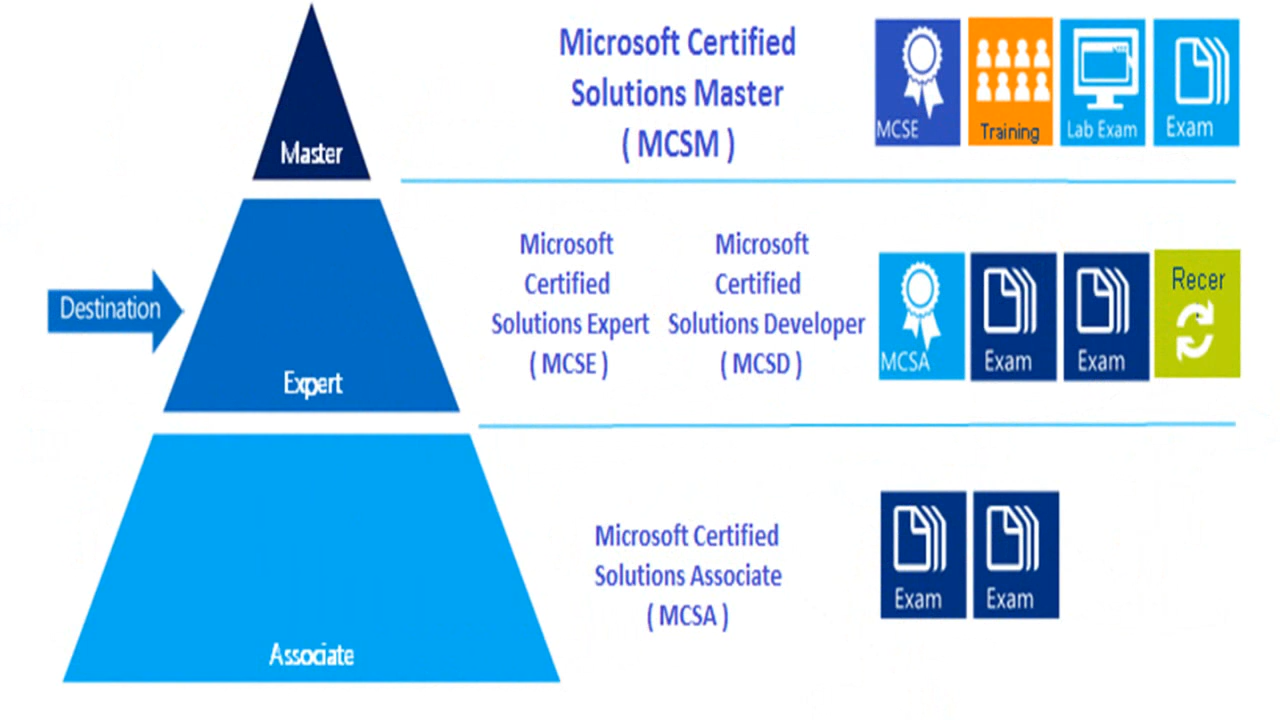 Microsoft Certified
Solutions Master
( MCSM )
Master
MCSE
Training
Lab Exam
Exam
Destination
Expert
Microsoft
Certified
Solutions Expert
( MCSE )
Microsoft
Certified
Solutions Developer
( MCSD )
MCSA
Exam
Exam
Recer
Associate
Microsoft Certified
Solutions Associate
( MCSA )
Exam
Exam